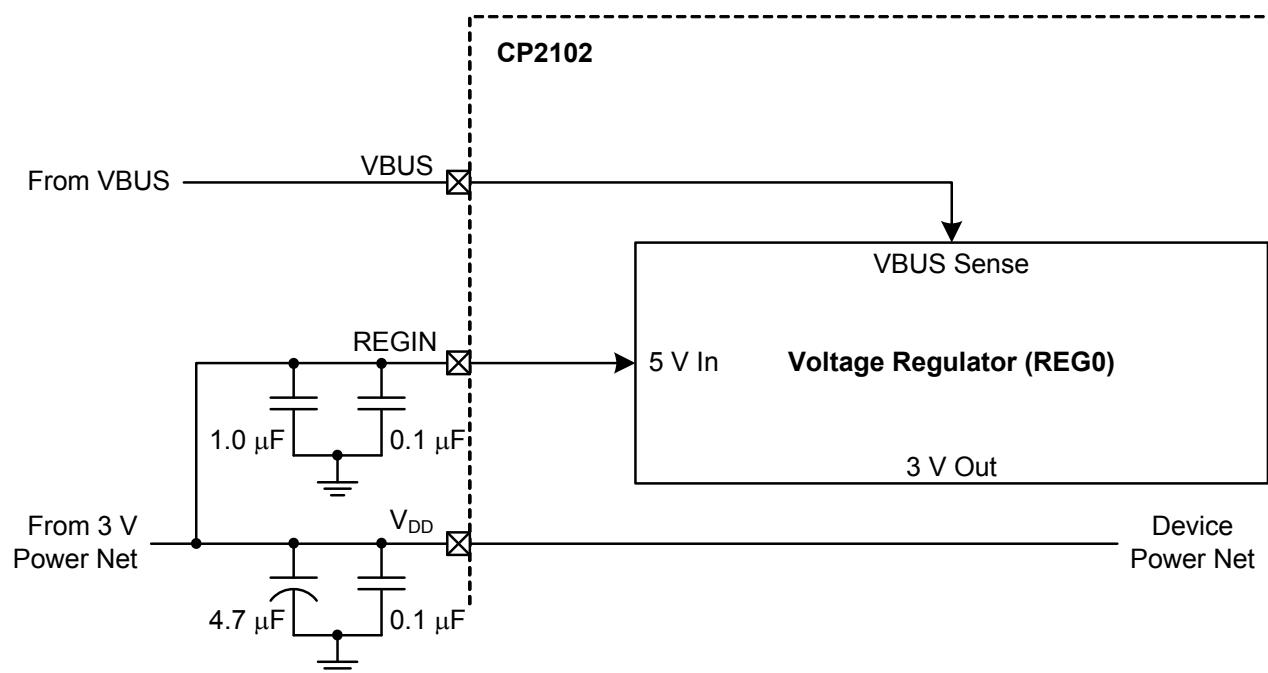 CP2102
VBUS
From VBUS
VBUS Sense
REGIN
5 V In
Voltage Regulator (REG0)
1.0 μF
0.1 μF
3 V Out
From 3 V
Power Net
VDD
Device
Power Net
4.7 μF
0.1 μF